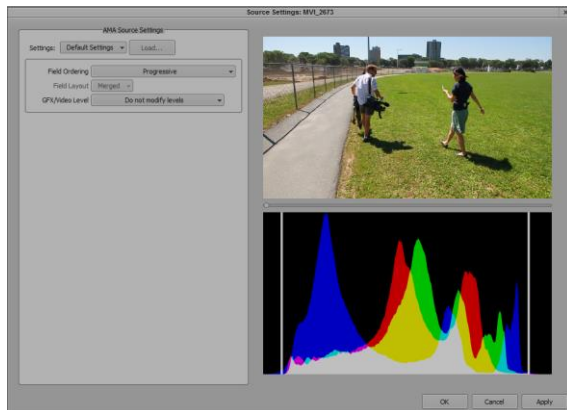 Source Settings: MVI_2673
AMA Source Settings
Settings: Default Settings Load...
Field Ordering Progressive
Field Layout Merged
GFX/Video Level Do not modify levels
OK Cancel Apply